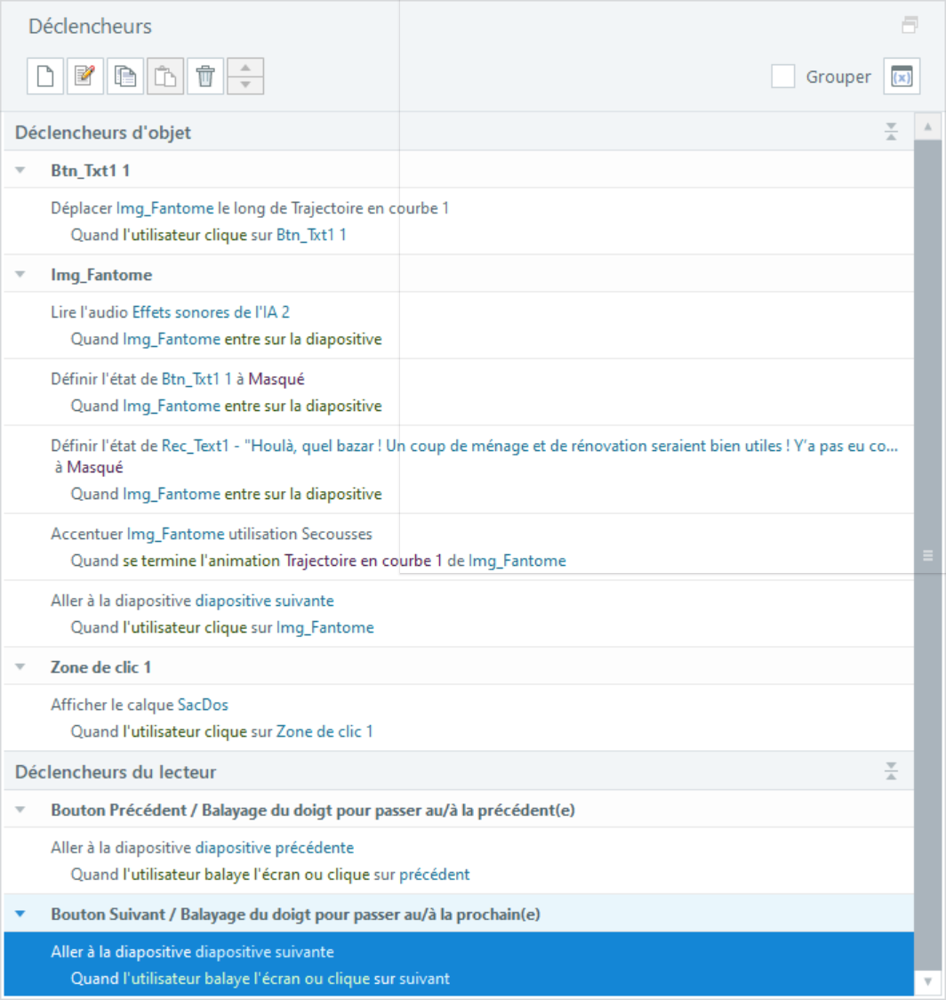 Déclencheurs
Grouper
(x)
Déclencheurs d'objet
Btn_Txt1 1
Déplacer Img_Fantome le long de Trajectoire en courbe 1
Quand l'utilisateur clique sur Btn_Txt1 1
Img_Fantome
Lire l'audio Effets sonores de l'IA 2
Quand Img_Fantome entre sur la diapositive
Définir l'état de Btn_Txt1 1 à Masqué
Quand Img_Fantome entre sur la diapositive
Définir l'état de Rec_Text1 - "Houlà, quel bazar ! Un coup de ménage et de rénovation seraient bien utiles ! Y'a pas eu co...
à Masqué
Quand Img_Fantome entre sur la diapositive
Accentuer Img_Fantome utilisation Secousses
Quand se termine l'animation Trajectoire en courbe 1 de Img_Fantome
Aller à la diapositive diapositive suivante
Quand l'utilisateur clique sur Img_Fantome
Zone de clic 1
Afficher le calque SacDos
Quand l'utilisateur clique sur Zone de clic 1
Déclencheurs du lecteur
Bouton Précédent / Balayage du doigt pour passer au/à la précédent(e)
Aller à la diapositive diapositive précédente
Quand l'utilisateur balaye l'écran ou clique sur précédent
Bouton Suivant / Balayage du doigt pour passer au/à la prochain(e)
Aller à la diapositive diapositive suivante
Quand l'utilisateur balaye l'écran ou clique sur suivant